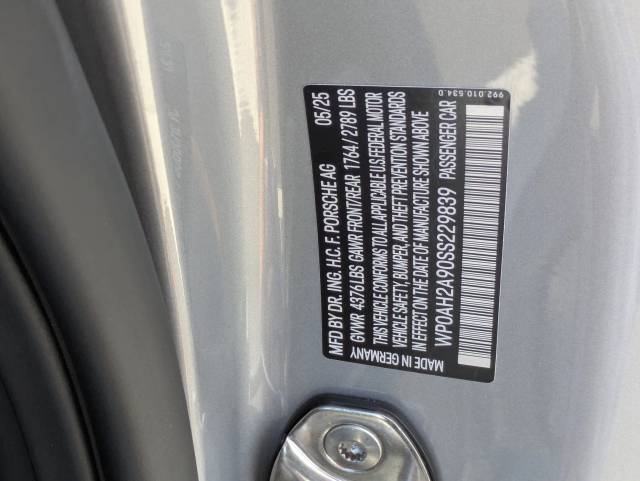 MFD BY DR. ING. H.C. F. PORSCHE AG 05/25
GVWR 4376LBS GAWR FRONT/REAR 1764/2789 LBS
THIS VEHICLE CONFORMS TO ALL APPLICABLE U.S. FEDERAL MOTOR
VEHICLE SAFETY, BUMPER, AND THEFT PREVENTION STANDARDS
IN EFFECT ON THE DATE OF MANUFACTURE SHOWN ABOVE
WP0AH2A90SS229839 PASSENGER CAR
MADE IN GERMANY 992.010.534.D